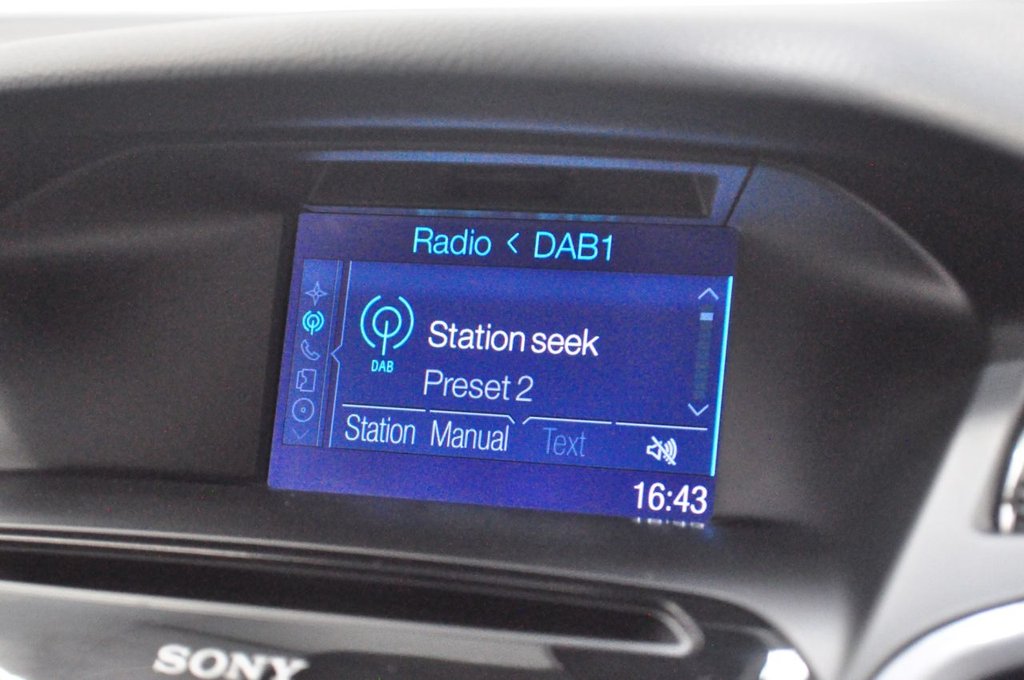 Radio < DAB1
DAB
Station seek
Preset 2
Station Manual Text
16:43
SONY